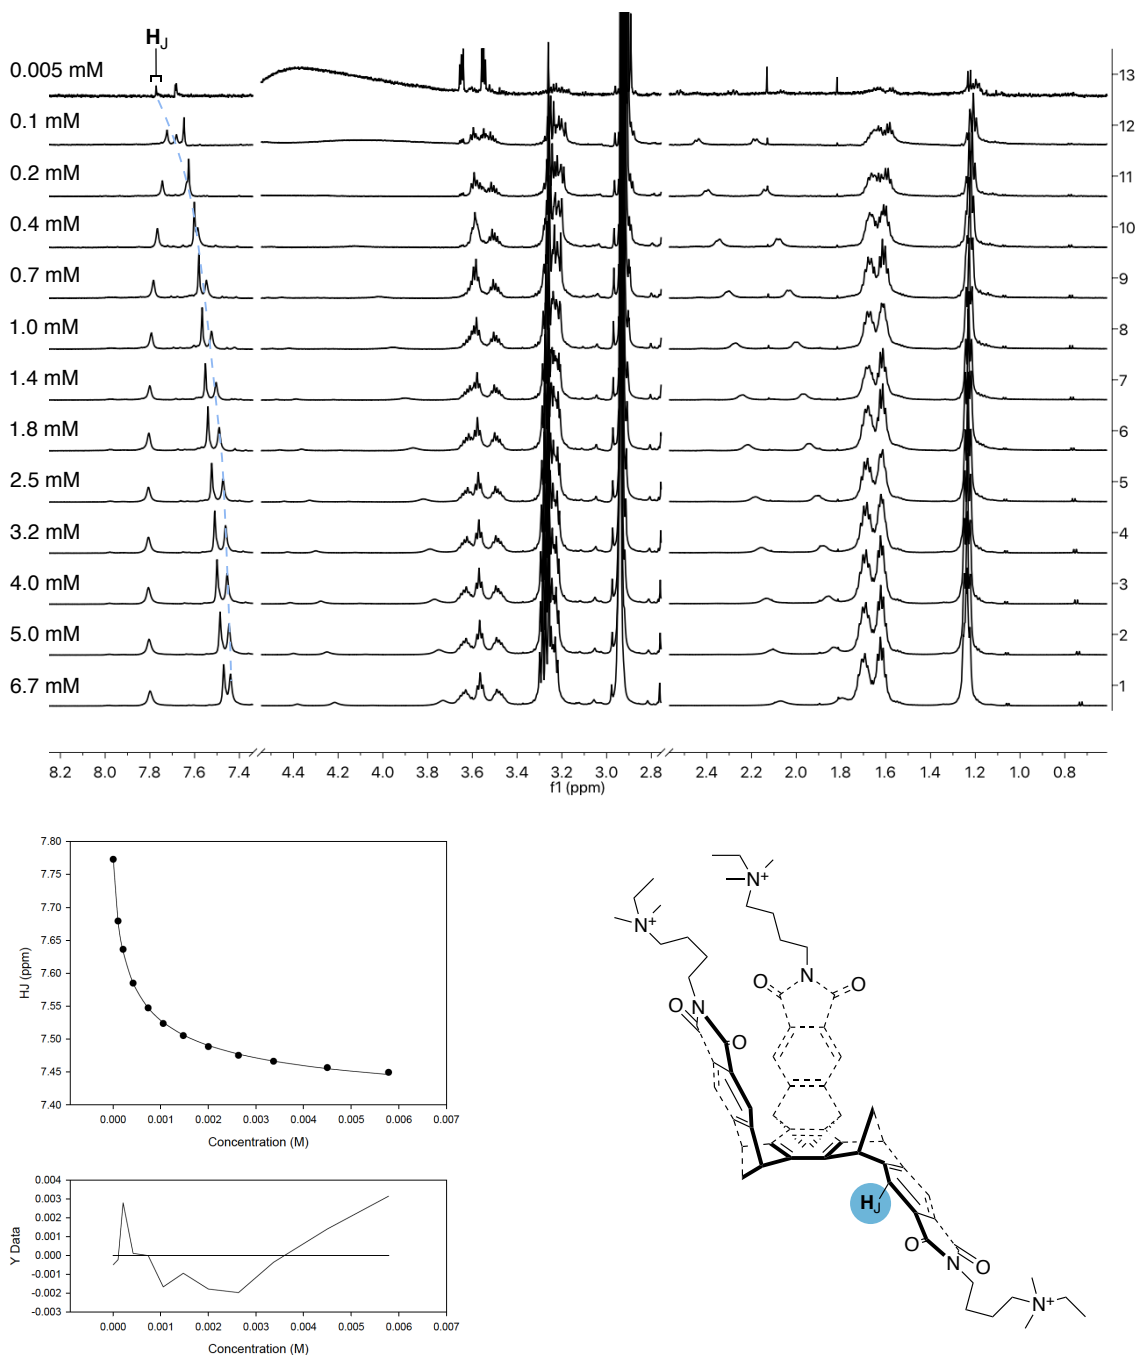 HJ
0.005 mM
13
0.1 mM
12
0.2 mM
11
0.4 mM
10
0.7 mM
9
1.0 mM
8
1.4 mM
7
1.8 mM
6
2.5 mM
5
3.2 mM
4
4.0 mM
3
5.0 mM
2
6.7 mM
1
8.2 8.0 7.8 7.6 7.4 4.4 4.2 4.0 3.8 3.6 3.4 3.2 3.0 2.8 2.4 2.2 2.0 1.8 1.6 1.4 1.2 1.0 0.8
f1 (ppm)
7.80
7.75
7.70
7.65
7.60
7.55
7.50
7.45
7.40
HJ (ppm)
0.000 0.001 0.002 0.003 0.004 0.005 0.006 0.007
Concentration (M)
0.004
0.003
0.002
0.001
0.000
-0.001
-0.002
-0.003
Y Data
0.000 0.001 0.002 0.003 0.004 0.005 0.006 0.007
Concentration (M)
N+
N+
N
O
O
O
N
O
HJ
O
N
O
N+